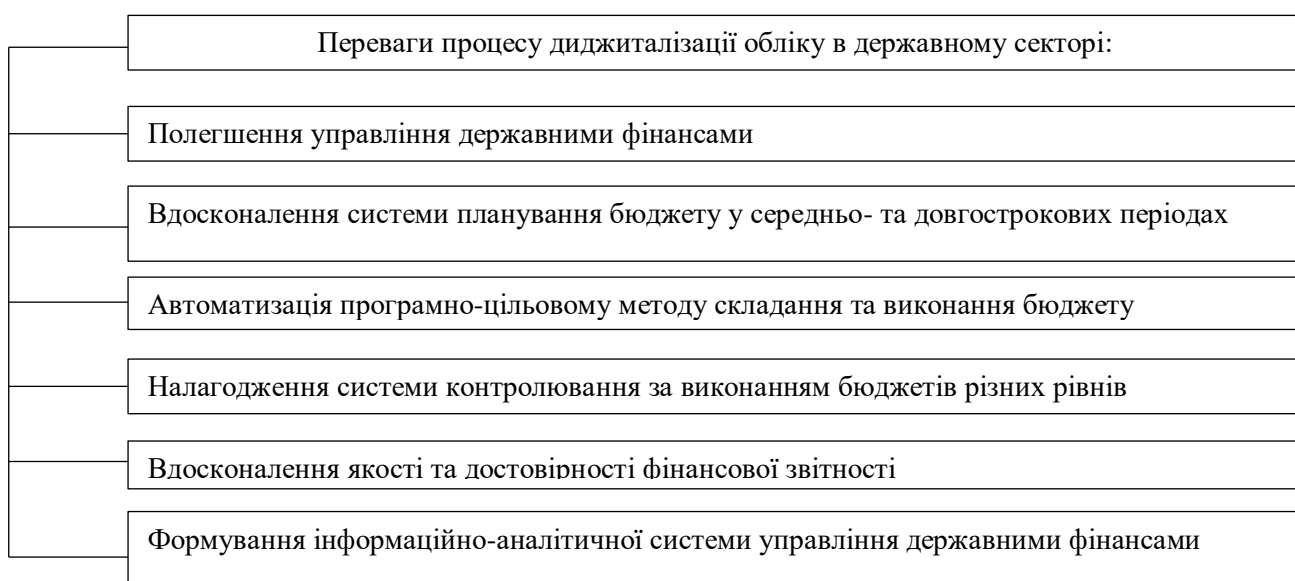 Переваги процесу диджиталізації обліку в державному секторі:
Полегшення управління державними фінансами
Вдосконалення системи планування бюджету у середньо- та довгострокових періодах
Автоматизація програмно-цільовому методу складання та виконання бюджету
Налагодження системи контролювання за виконанням бюджетів різних рівнів
Вдосконалення якості та достовірності фінансової звітності
Формування інформаційно-аналітичної системи управління державними фінансами